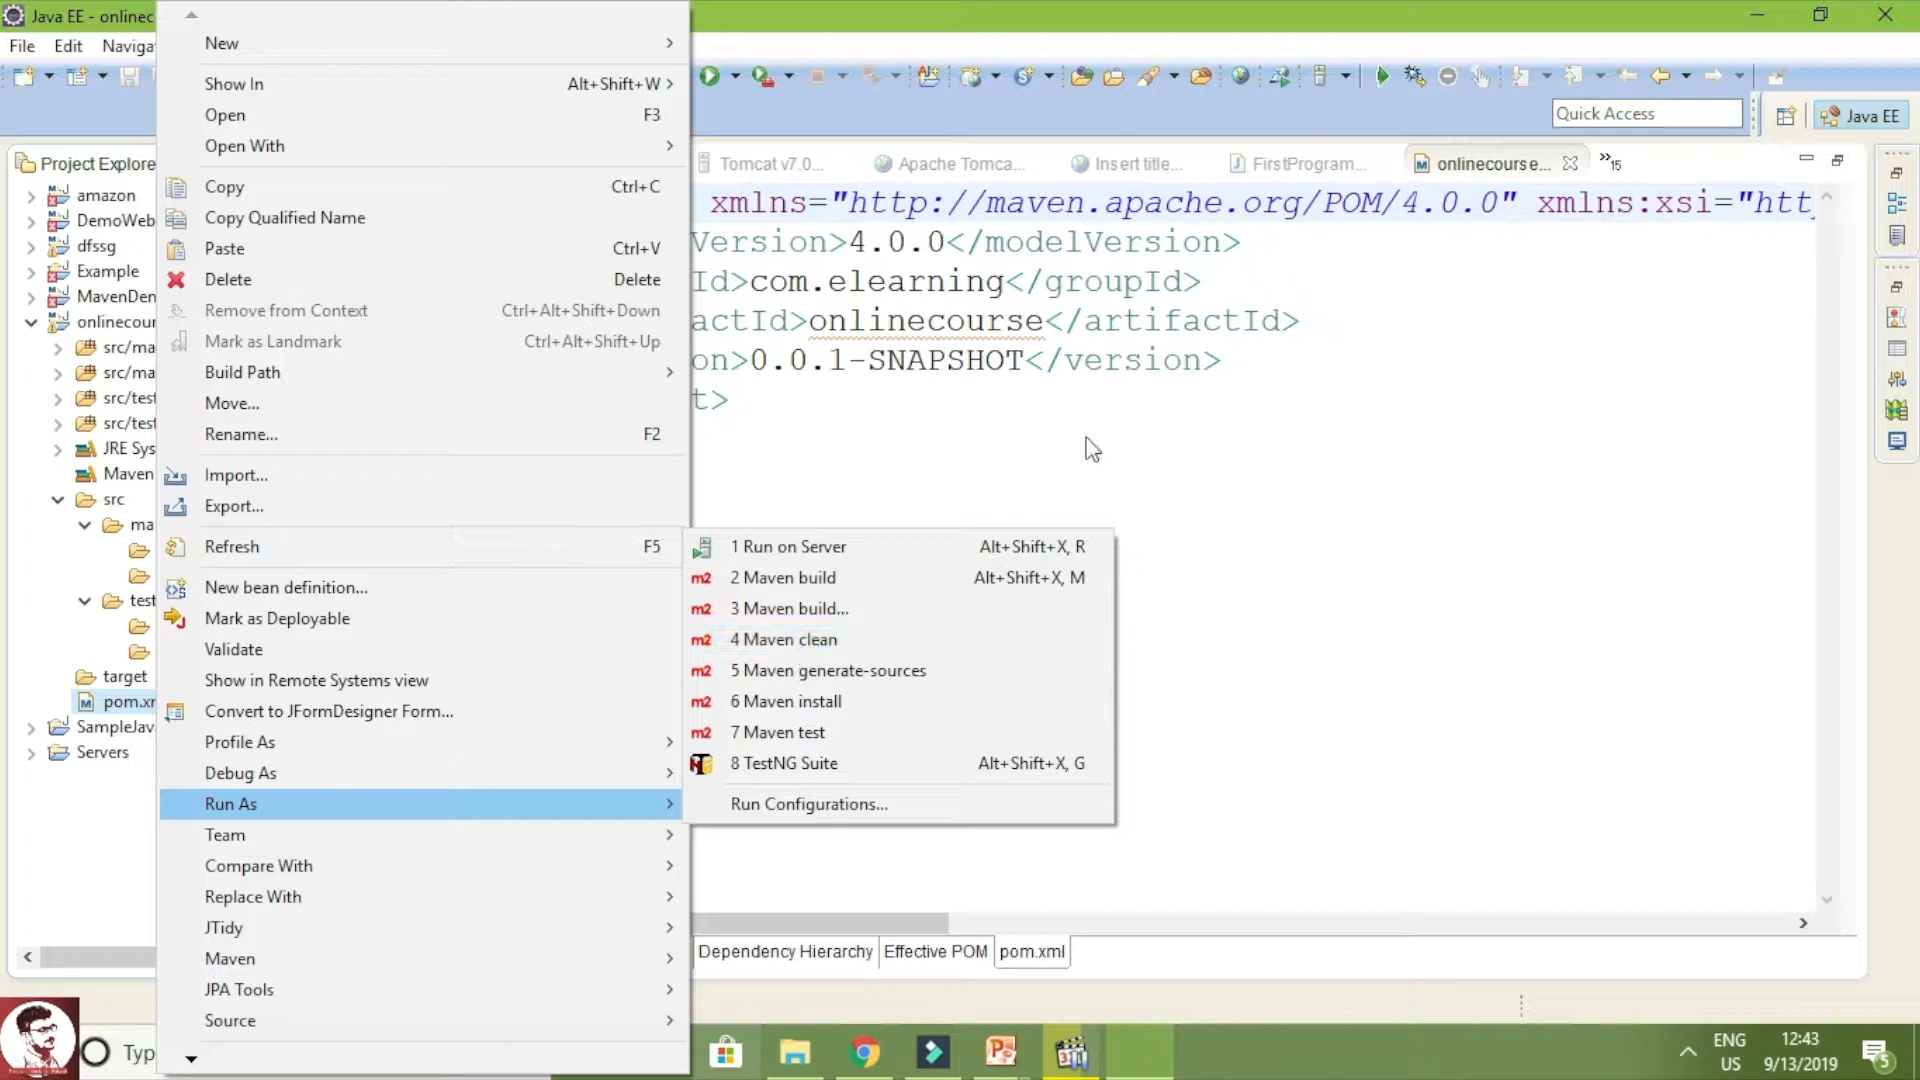 Java EE - onlinec
File Edit Naviga
Quick Access
Java EE
Project Explore
amazon
DemoWeb
dfssg
Example
MavenDen
onlinecour
src/ma
src/ma
src/test
src/test
JRE Sys
Maven
src
ma
test
target
pom.xr
SampleJav
Servers
New
Show In Alt+Shift+W
Open F3
Open With
Copy Ctrl+C
Copy Qualified Name
Paste Ctrl+V
Delete Delete
Remove from Context Ctrl+Alt+Shift+Down
Mark as Landmark Ctrl+Alt+Shift+Up
Build Path
Move...
Rename... F2
Import...
Export...
Refresh F5
New bean definition...
Mark as Deployable
Validate
Show in Remote Systems view
Convert to JFormDesigner Form...
Profile As
Debug As
Run As
Team
Compare With
Replace With
JTidy
Maven
JPA Tools
Source
1 Run on Server Alt+Shift+X, R
2 Maven build Alt+Shift+X, M
3 Maven build...
4 Maven clean
5 Maven generate-sources
6 Maven install
7 Maven test
8 TestNG Suite Alt+Shift+X, G
Run Configurations...
Tomcat v7.0... Apache Tomca... Insert title... FirstProgram... onlinecourse... 15
xmlns="http://maven.apache.org/POM/4.0.0" xmlns:xsi="htt
Version>4.0.0</modelVersion>
Id>com.elearning</groupId>
actId>onlinecourse</artifactId>
on>0.0.1-SNAPSHOT</version>
t>
Dependency Hierarchy Effective POM pom.xml
Typ
ENG
US
12:43
9/13/2019
5